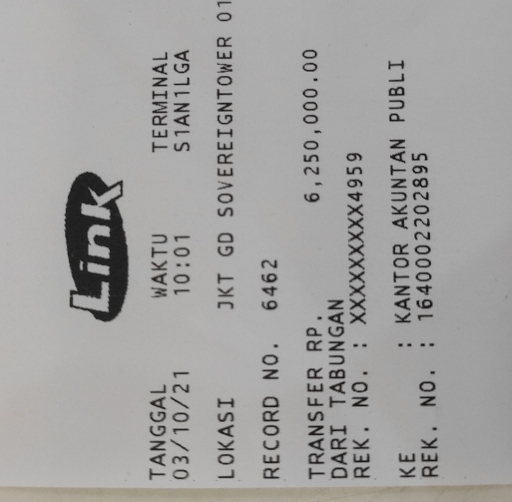 Link
TANGGAL WAKTU TERMINAL
03/10/21 10:01 S1AN1LGA
LOKASI JKT GD SOVEREIGNTOWER 01
RECORD NO. 6462
TRANSFER RP. 6,250,000.00
DARI TABUNGAN
REK. NO. : XXXXXXXXX4959
KE : KANTOR AKUNTAN PUBLI
REK. NO. : 1640002202895